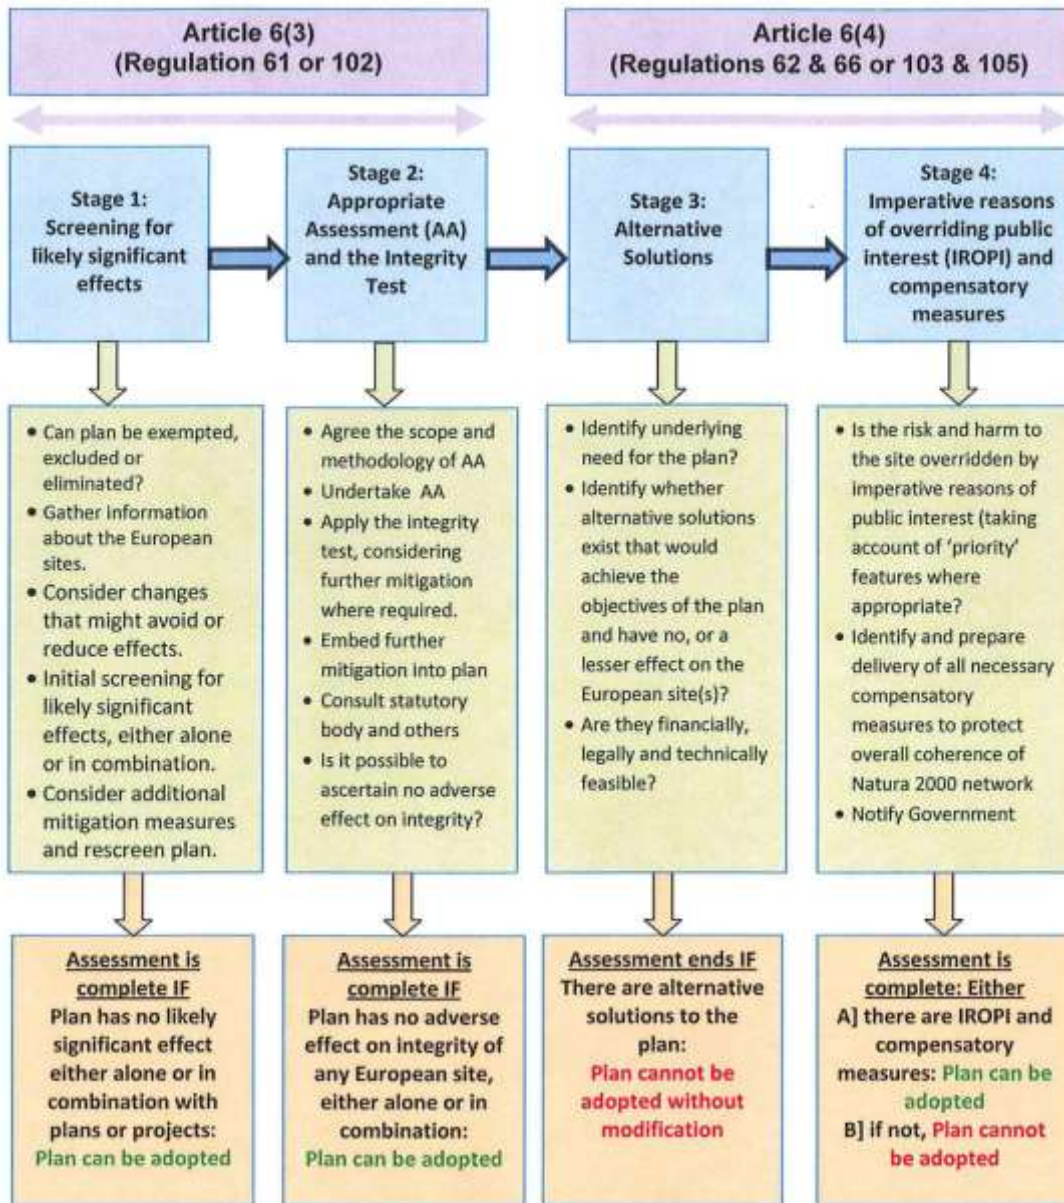 Article 6(3)
(Regulation 61 or 102)
Article 6(4)
(Regulations 62 & 66 or 103 & 105)
Stage 1:
Screening for
likely significant
effects
Stage 2:
Appropriate
Assessment (AA)
and the Integrity
Test
Stage 3:
Alternative
Solutions
Stage 4:
Imperative reasons
of overriding public
interest (IROPI) and
compensatory
measures
• Can plan be exempted,
excluded or
eliminated?
• Gather information
about the European
sites.
• Consider changes
that might avoid or
reduce effects.
• Initial screening for
likely significant
effects, either alone
or in combination.
• Consider additional
mitigation measures
and rescreen plan.
• Agree the scope and
methodology of AA
• Undertake AA
• Apply the integrity
test, considering
further mitigation
where required.
• Embed further
mitigation into plan
• Consult statutory
body and others
• Is it possible to
ascertain no adverse
effect on integrity?
• Identify underlying
need for the plan?
• Identify whether
alternative solutions
exist that would
achieve the
objectives of the plan
and have no, or a
lesser effect on the
European site(s)?
• Are they financially,
legally and technically
feasible?
• Is the risk and harm to
the site overridden by
imperative reasons of
public interest (taking
account of ‘priority’
features where
appropriate?
• Identify and prepare
delivery of all necessary
compensatory
measures to protect
overall coherence of
Natura 2000 network
• Notify Government
Assessment is
complete IF
Plan has no likely
significant effect
either alone or in
combination with
plans or projects:
Plan can be adopted
Assessment is
complete IF
Plan has no adverse
effect on integrity of
any European site,
either alone or in
combination:
Plan can be adopted
Assessment ends IF
There are alternative
solutions to the
plan:
Plan cannot be
adopted without
modification
Assessment is
complete: Either
A] there are IROPI and
compensatory
measures: Plan can be
adopted
B] if not, Plan cannot
be adopted